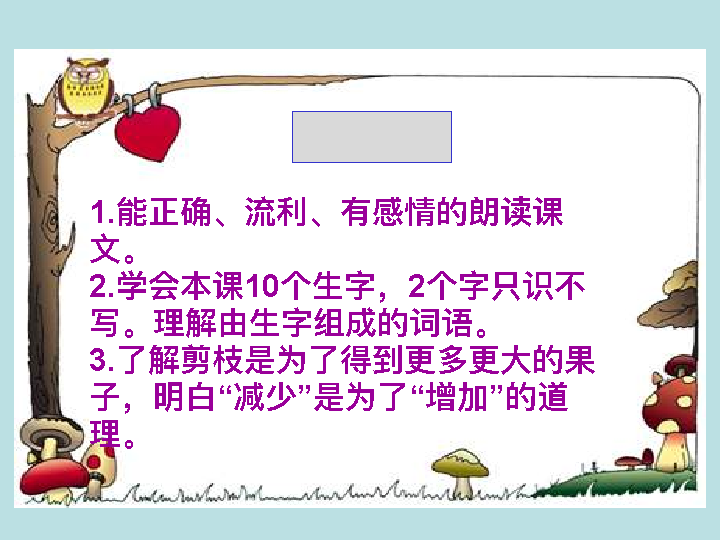 1.能正确、流利、有感情的朗读课
文。
2.学会本课10个生字，2个字只识不
写。理解由生字组成的词语。
3.了解剪枝是为了得到更多更大的果
子，明白“减少”是为了“增加”的道
理。